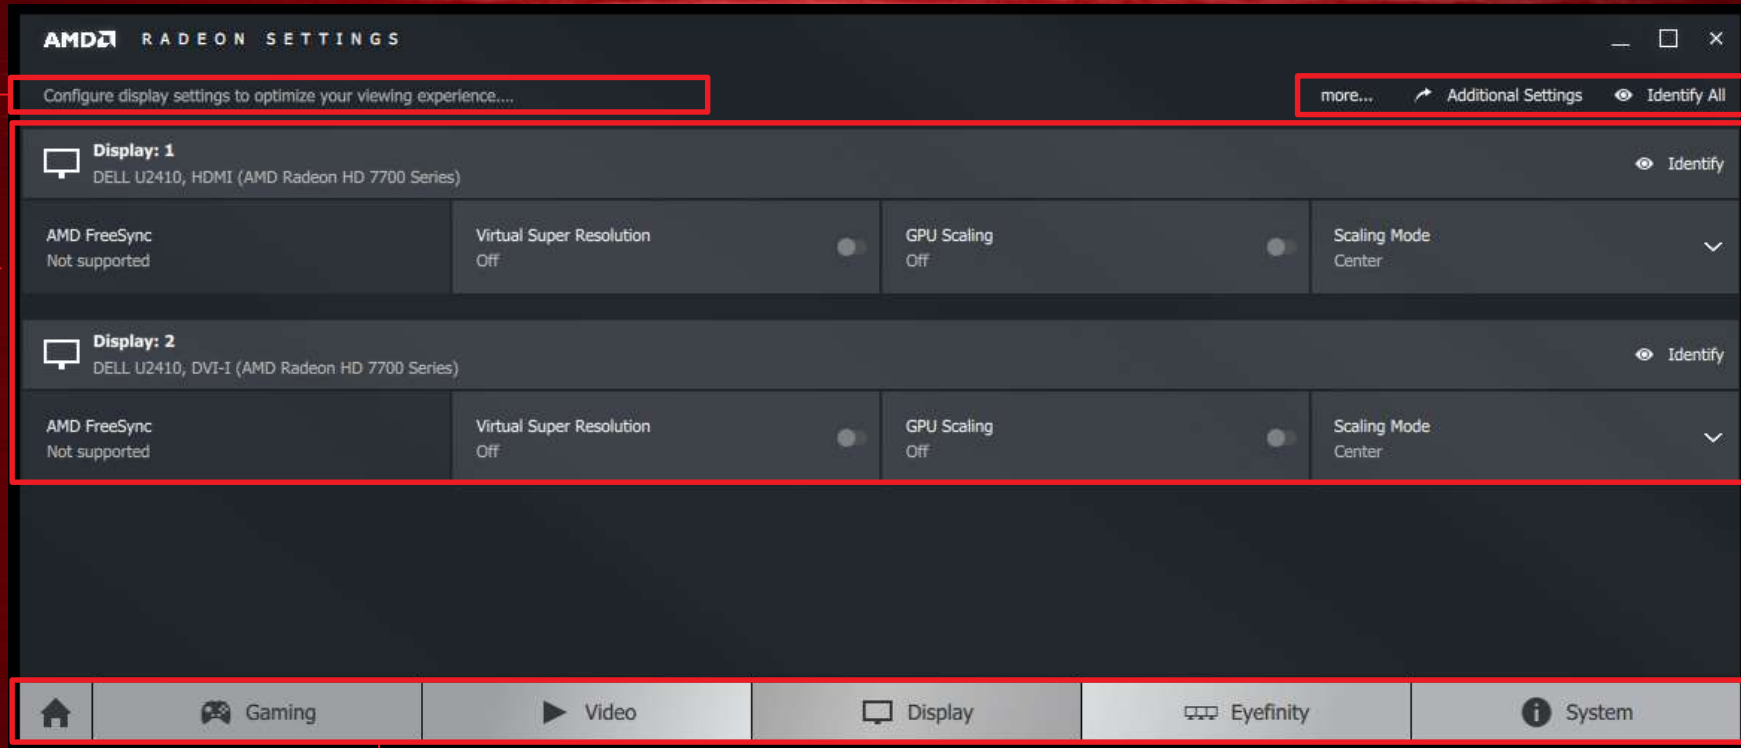 AMD RADEON SETTINGS
Configure display settings to optimize your viewing experience.... more... Additional Settings Identify All
Display: 1
DELL U2410, HDMI (AMD Radeon HD 7700 Series) Identify
AMD FreeSync Virtual Super Resolution GPU Scaling Scaling Mode
Not supported Off Off Center
Display: 2
DELL U2410, DVI-I (AMD Radeon HD 7700 Series) Identify
AMD FreeSync Virtual Super Resolution GPU Scaling Scaling Mode
Not supported Off Off Center
Gaming Video Display Eyefinity System